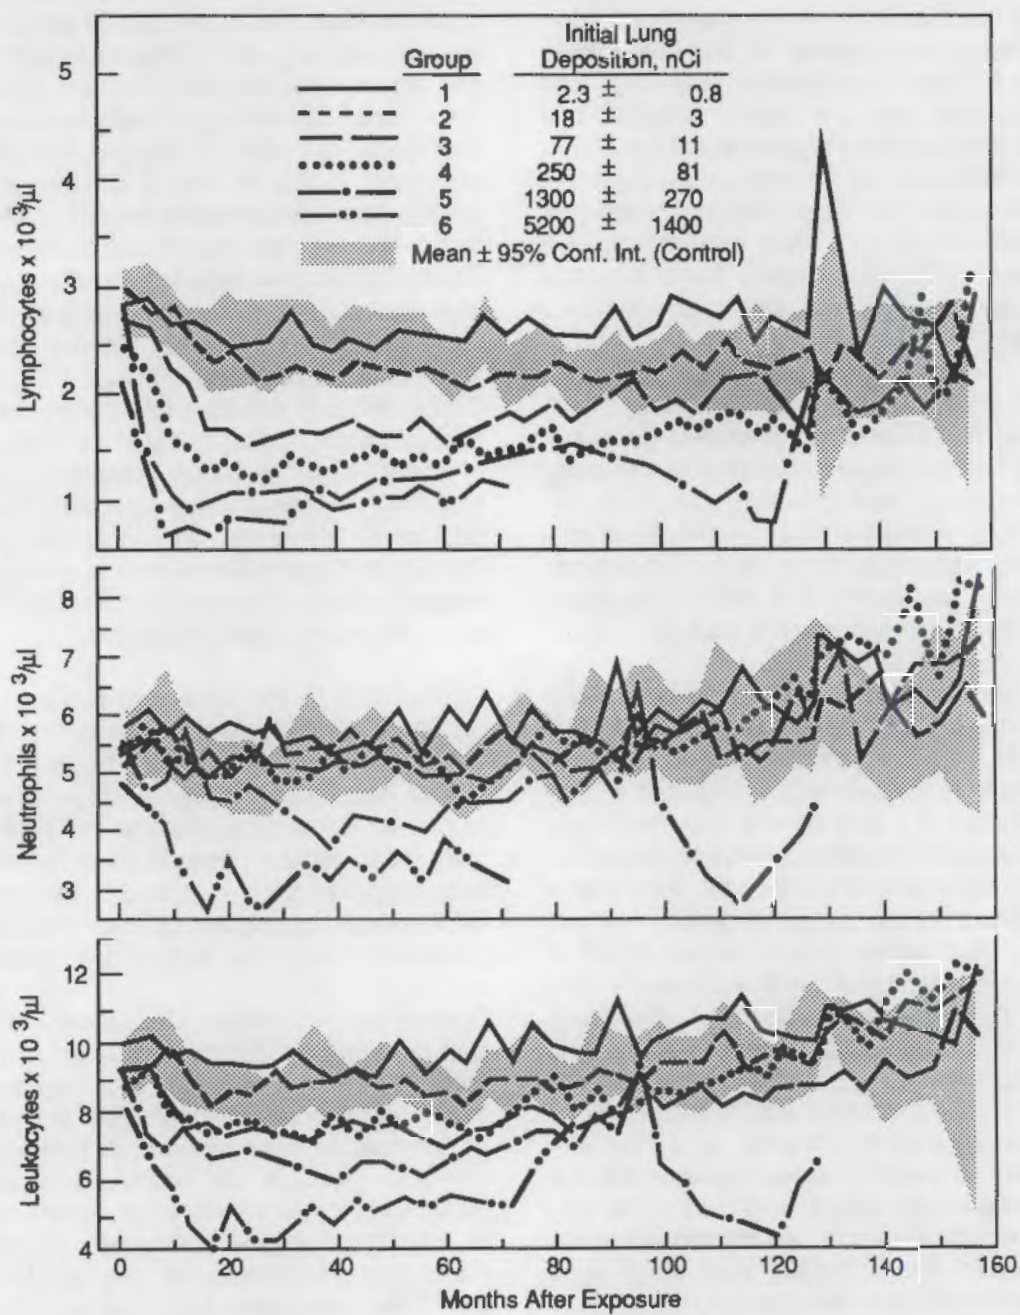 Initial Lung
Group Deposition, nCi
1 2.3 ± 0.8
2 18 ± 3
3 77 ± 11
4 250 ± 81
5 1300 ± 270
6 5200 ± 1400
Mean ± 95% Conf. Int. (Control)
Lymphocytes x 10 3/µl
5
4
3
2
1
Neutrophils x 10 3/µl
8
7
6
5
4
3
Leukocytes x 10 3/µl
12
10
8
6
4
0 20 40 60 80 100 120 140 160
Months After Exposure